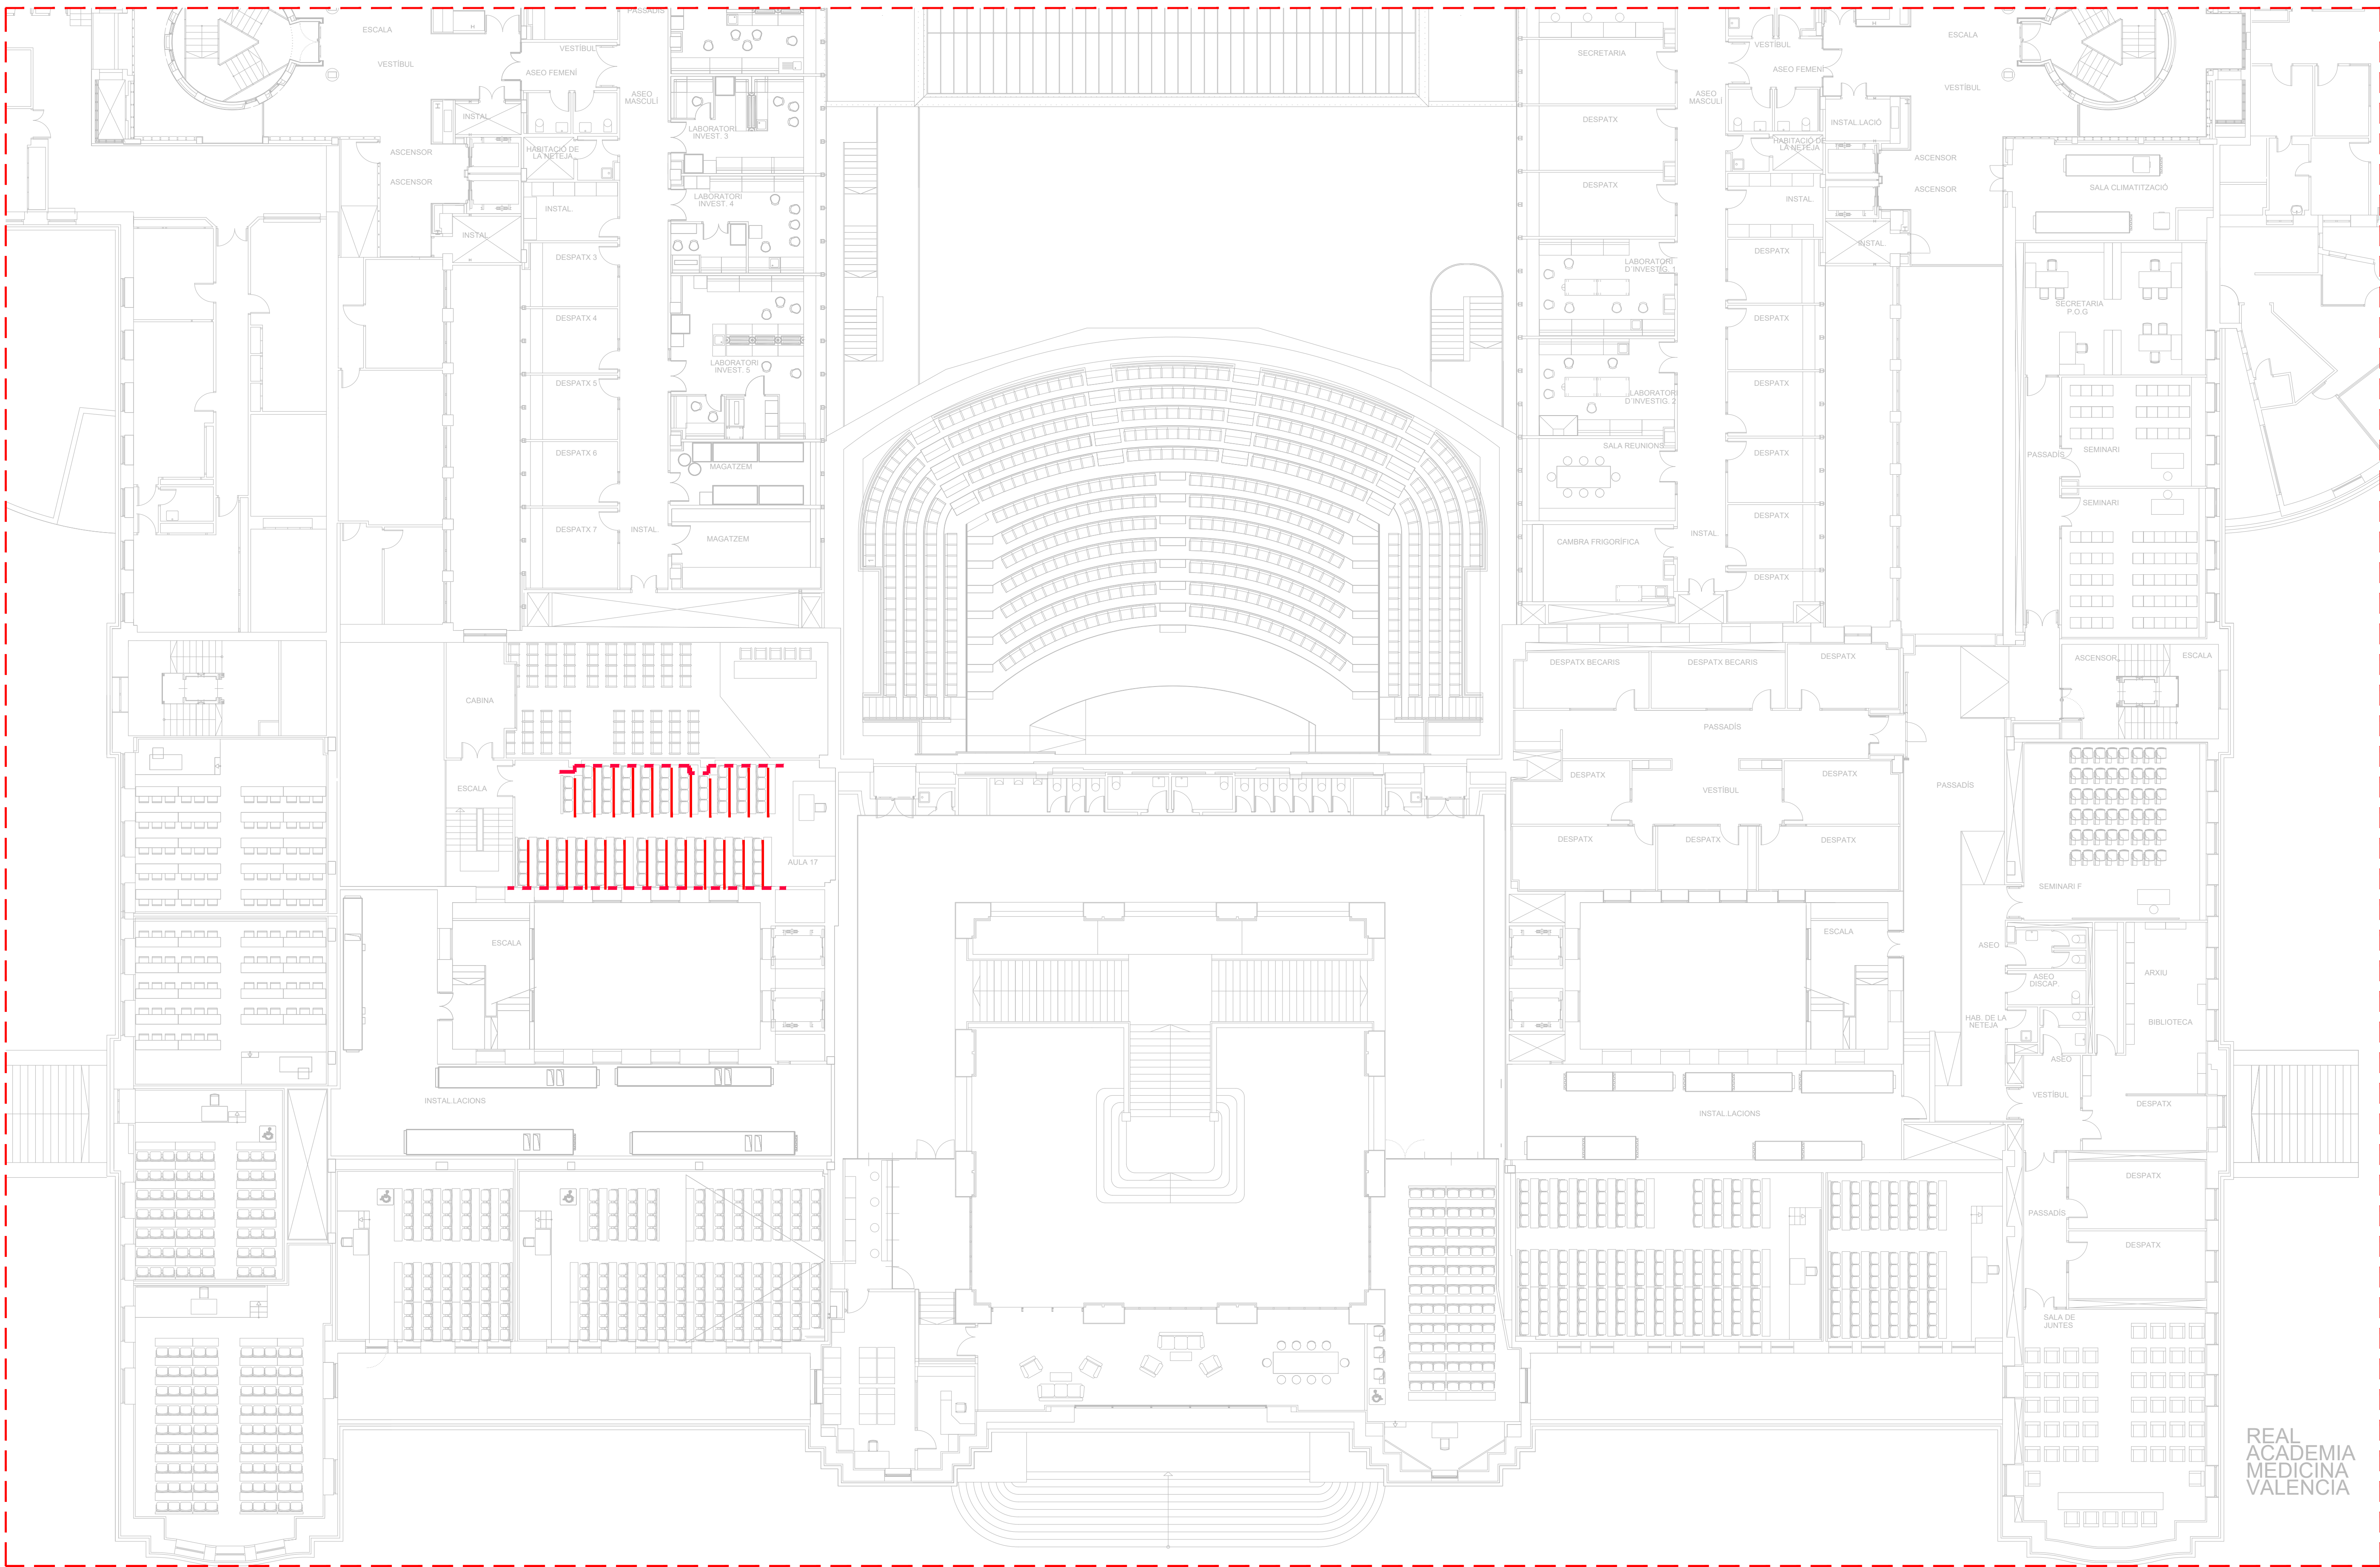 PASSADÍS
ESCALA
VESTÍBUL
VESTÍBUL
ASEO FEMENÍ
ASEO
MASCULÍ
INSTAL.
LABORATORI
INVEST. 3
HABITACIÓ DE
LA NETEJA
ASCENSOR
ASCENSOR
LABORATORI
INVEST. 4
INSTAL.
INSTAL.
DESPATX 3
DESPATX 4
LABORATORI
INVEST. 5
DESPATX 5
DESPATX 6
MAGATZEM
DESPATX 7
INSTAL.
MAGATZEM
SECRETARIA
VESTÍBUL
ASEO FEMENÍ
ESCALA
VESTÍBUL
ASEO
MASCULÍ
DESPATX
INSTAL.LACIÓ
HABITACIÓ DE
LA NETEJA
ASCENSOR
ASCENSOR
SALA CLIMATITZACIÓ
DESPATX
INSTAL.
INSTAL.
DESPATX
LABORATORI
D'INVESTIG. 1
SECRETARIA
P.O.G
DESPATX
DESPATX
LABORATORI
D'INVESTIG. 2
SALA REUNIONS
DESPATX
PASSADÍS
SEMINARI
SEMINARI
DESPATX
INSTAL.
CAMBRA FRIGORÍFICA
DESPATX
CABINA
ESCALA
AULA 17
DESPATX BECARIS
DESPATX BECARIS
DESPATX
ASCENSOR
ESCALA
PASSADÍS
DESPATX
VESTÍBUL
DESPATX
PASSADÍS
DESPATX
DESPATX
DESPATX
SEMINARI F
ESCALA
ESCALA
ASEO
ASEO
DISCAP.
ARXIU
HAB. DE LA
NETEJA
BIBLIOTECA
ASEO
INSTAL.LACIONS
INSTAL.LACIONS
VESTÍBUL
DESPATX
DESPATX
PASSADÍS
DESPATX
SALA DE
JUNTES
REAL
ACADEMIA
MEDICINA
VALENCIA